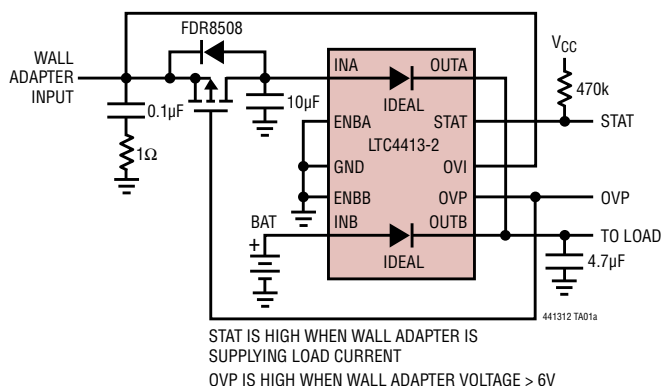 FDR8508
WALL
ADAPTER
INPUT
0.1µF
1Ω
10µF
INA
OUTA
IDEAL
ENBA
STAT
LTC4413-2
GND
OVI
ENBB
OVP
INB
OUTB
IDEAL
BAT
+
VCC
470k
STAT
OVP
TO LOAD
4.7µF
441312 TA01a
STAT IS HIGH WHEN WALL ADAPTER IS
SUPPLYING LOAD CURRENT
OVP IS HIGH WHEN WALL ADAPTER VOLTAGE > 6V